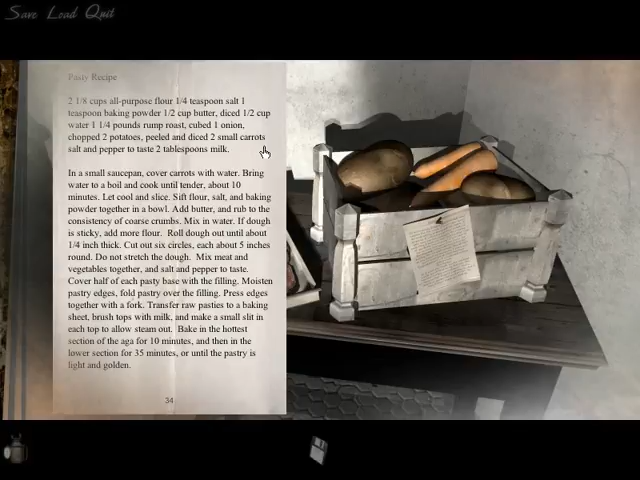 Save Load Quit
Pasty Recipe
2 1/8 cups all-purpose flour 1/4 teaspoon salt 1
teaspoon baking powder 1/2 cup butter, diced 1/2 cup
water 1 1/4 pounds rump roast, cubed 1 onion,
chopped 2 potatoes, peeled and diced 2 small carrots
salt and pepper to taste 2 tablespoons milk.
In a small saucepan, cover carrots with water. Bring
water to a boil and cook until tender, about 10
minutes. Let cool and slice. Sift flour, salt, and baking
powder together in a bowl. Add butter, and rub to the
consistency of coarse crumbs. Mix in water. If dough
is sticky, add more flour. Roll dough out until about
1/4 inch thick. Cut out six circles, each about 5 inches
round. Do not stretch the dough. Mix meat and
vegetables together, and salt and pepper to taste.
Cover half of each pasty base with the filling. Moisten
pastry edges, fold pastry over the filling. Press edges
together with a fork. Transfer raw pasties to a baking
sheet, brush tops with milk, and make a small slit in
each top to allow steam out. Bake in the hottest
section of the aga for 10 minutes, and then in the
lower section for 35 minutes, or until the pastry is
light and golden.
34